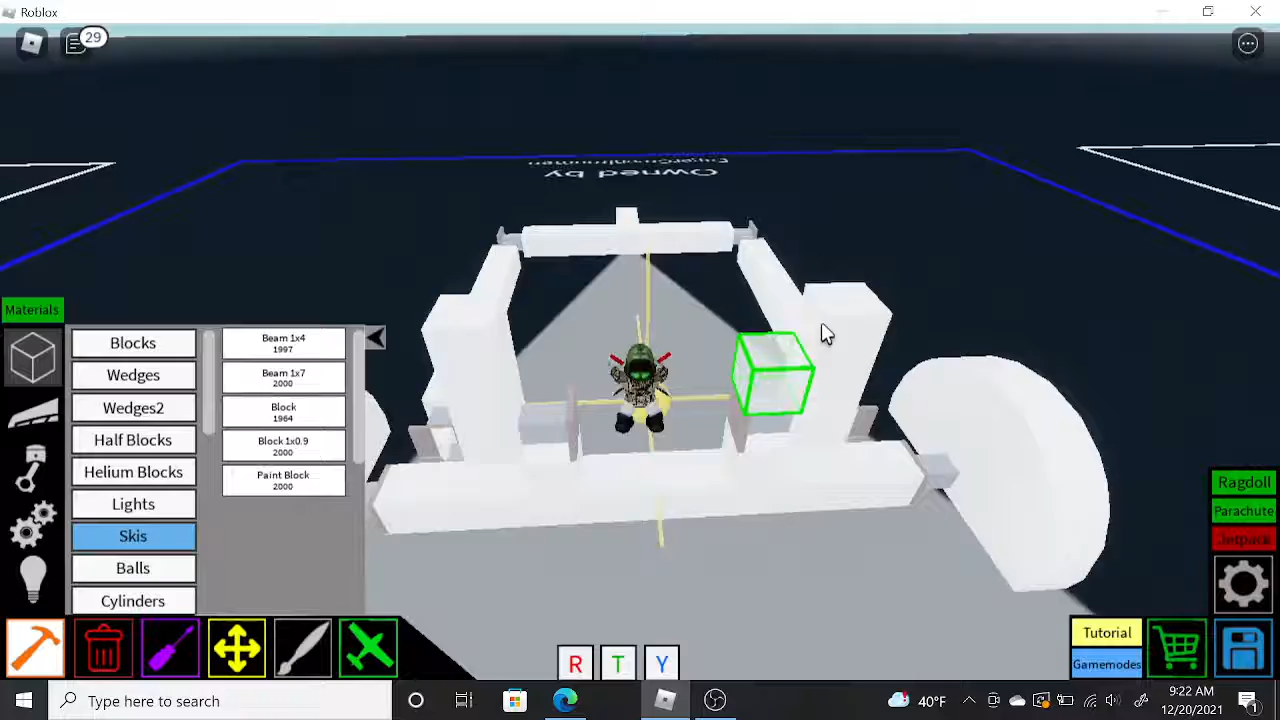 Roblox
29
Owned by
Materials
Blocks
Wedges
Wedges2
Half Blocks
Helium Blocks
Lights
Skis
Balls
Cylinders
Beam 1x4
1997
Beam 1x7
2000
Block
1964
Block 1x0.9
2000
Paint Block
2000
Ragdoll
Parachute
Jetpack
R T Y
Tutorial
Gamemodes
Type here to search
40°F
9:22 AM
12/20/2021
1